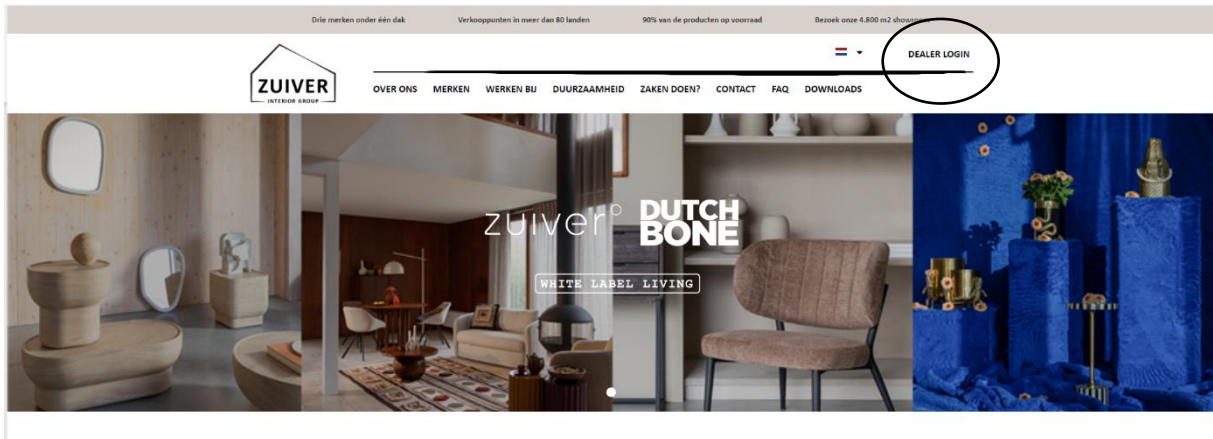 Drie merken onder één dak Verkooppunten in meer dan 80 landen 90% van de producten op voorraad Bezoek onze 4.800 m2 showroom
DEALER LOGIN
ZUIVER
INTERIOR GROUP
OVER ONS MERKEN WERKEN BIJ DUURZAAMHEID ZAKEN DOEN? CONTACT FAQ DOWNLOADS
zuiver°
DUTCH
BONE
WHITE LABEL LIVING